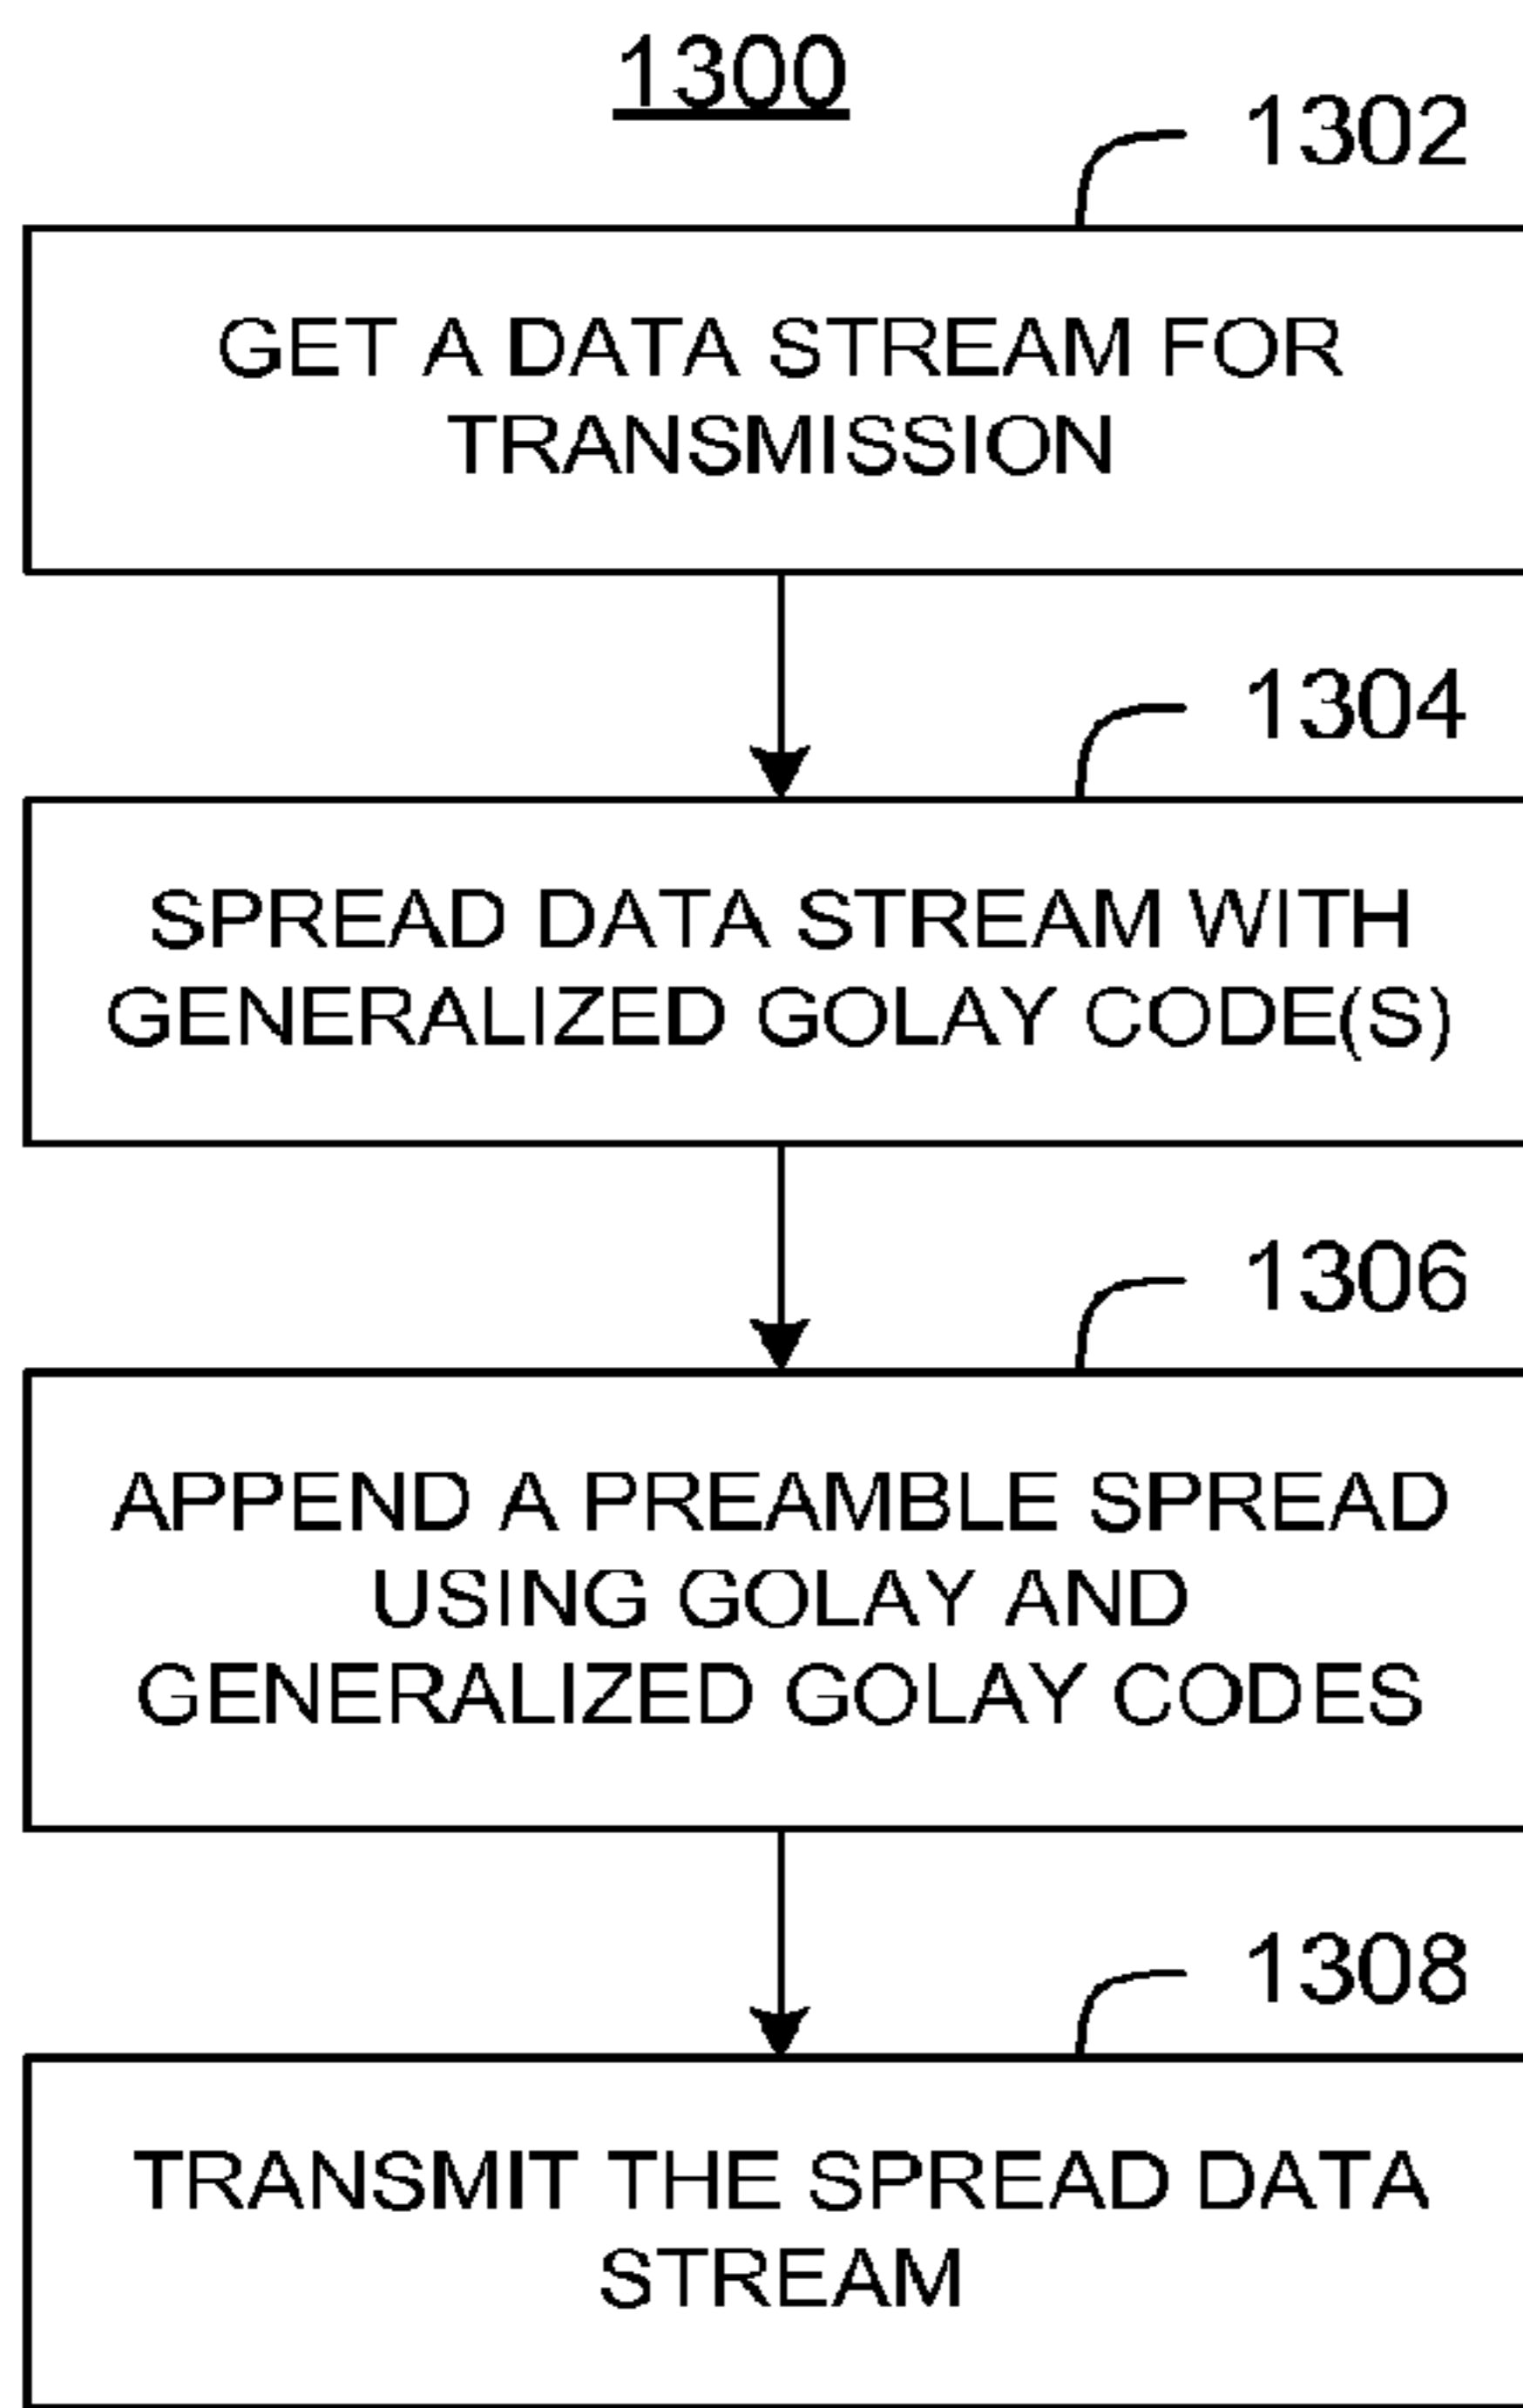 1300
1302
GET A DATA STREAM FOR
TRANSMISSION
1304
SPREAD DATA STREAM WITH
GENERALIZED GOLAY CODE(S)
1306
APPEND A PREAMBLE SPREAD
USING GOLAY AND
GENERALIZED GOLAY CODES
1308
TRANSMIT THE SPREAD DATA
STREAM